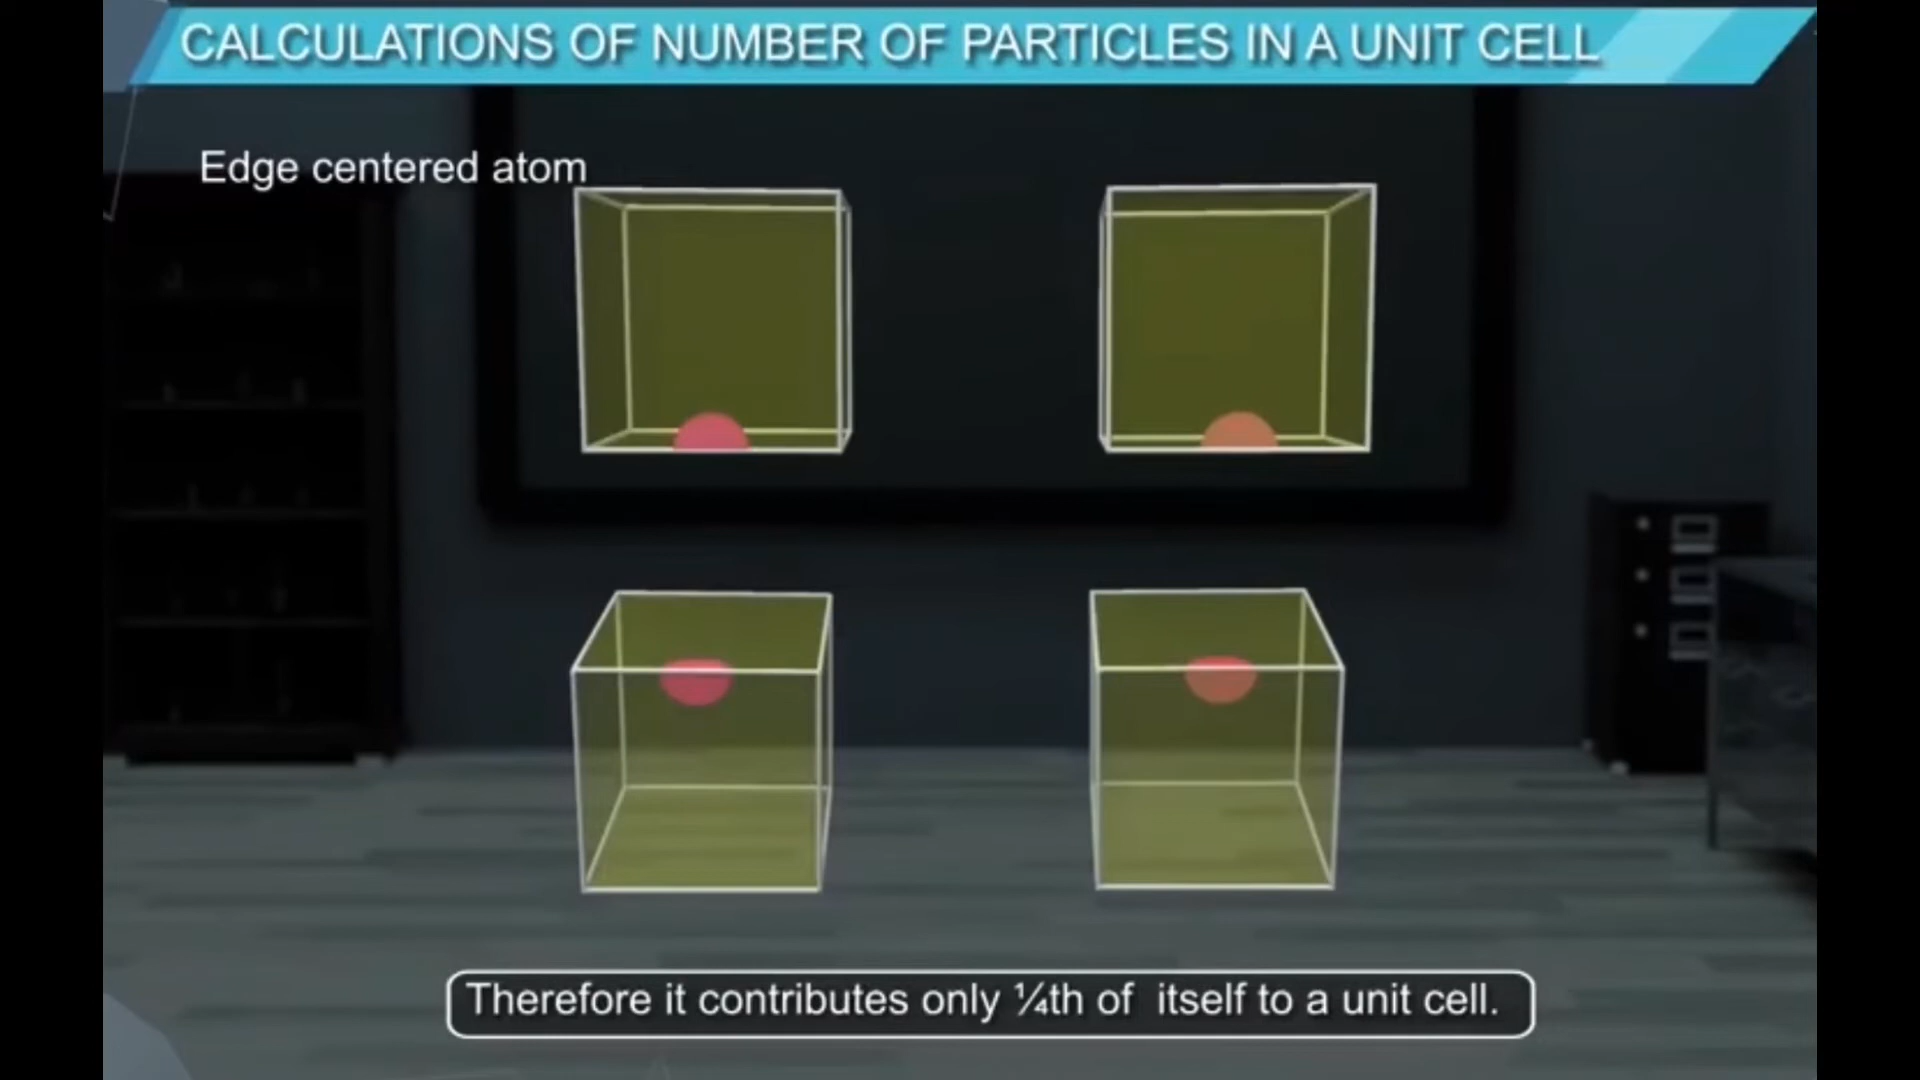 CALCULATIONS OF NUMBER OF PARTICLES IN A UNIT CELL
Edge centered atom
Therefore it contributes only ¼th of itself to a unit cell.